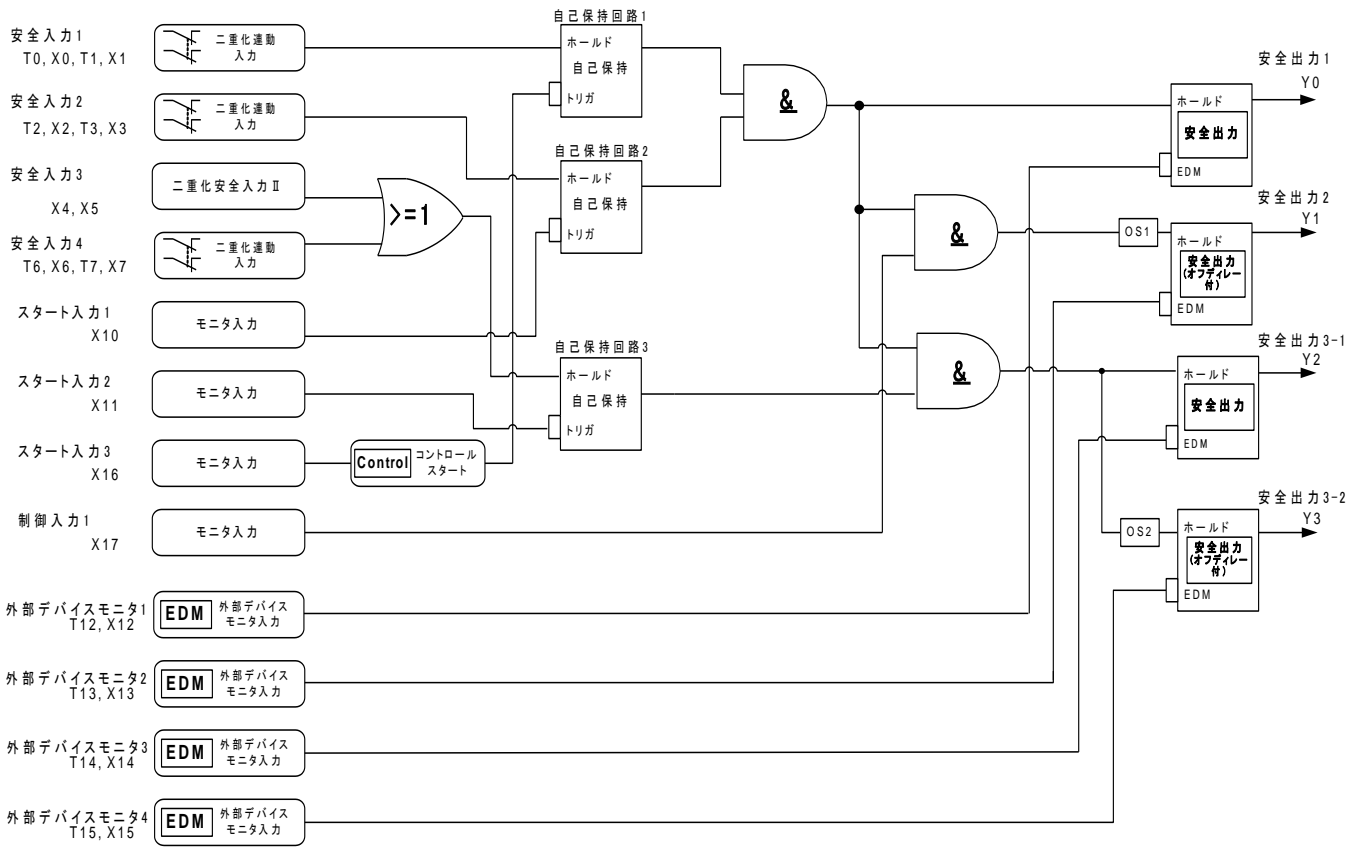 安全入力1
T0, X0, T1, X1
二重化連動
入力
安全入力2
T2, X2, T3, X3
二重化連動
入力
安全入力3
X4, X5
二重化安全入力Ⅱ
安全入力4
T6, X6, T7, X7
二重化連動
入力
スタート入力1
X10
モニタ入力
スタート入力2
X11
モニタ入力
スタート入力3
X16
モニタ入力
Control
コントロール
スタート
制御入力1
X17
モニタ入力
外部デバイスモニタ1
T12, X12
EDM
外部デバイス
モニタ入力
外部デバイスモニタ2
T13, X13
EDM
外部デバイス
モニタ入力
外部デバイスモニタ3
T14, X14
EDM
外部デバイス
モニタ入力
外部デバイスモニタ4
T15, X15
EDM
外部デバイス
モニタ入力
>=1
自己保持回路1
ホールド
自己保持
トリガ
自己保持回路2
ホールド
自己保持
トリガ
自己保持回路3
ホールド
自己保持
トリガ
&
&
&
OS1
OS2
安全出力1
Y0
ホールド
安全出力
EDM
安全出力2
Y1
ホールド
安全出力
(オフディレー
付)
EDM
安全出力3-1
Y2
ホールド
安全出力
EDM
安全出力3-2
Y3
ホールド
安全出力
(オフディレー
付)
EDM